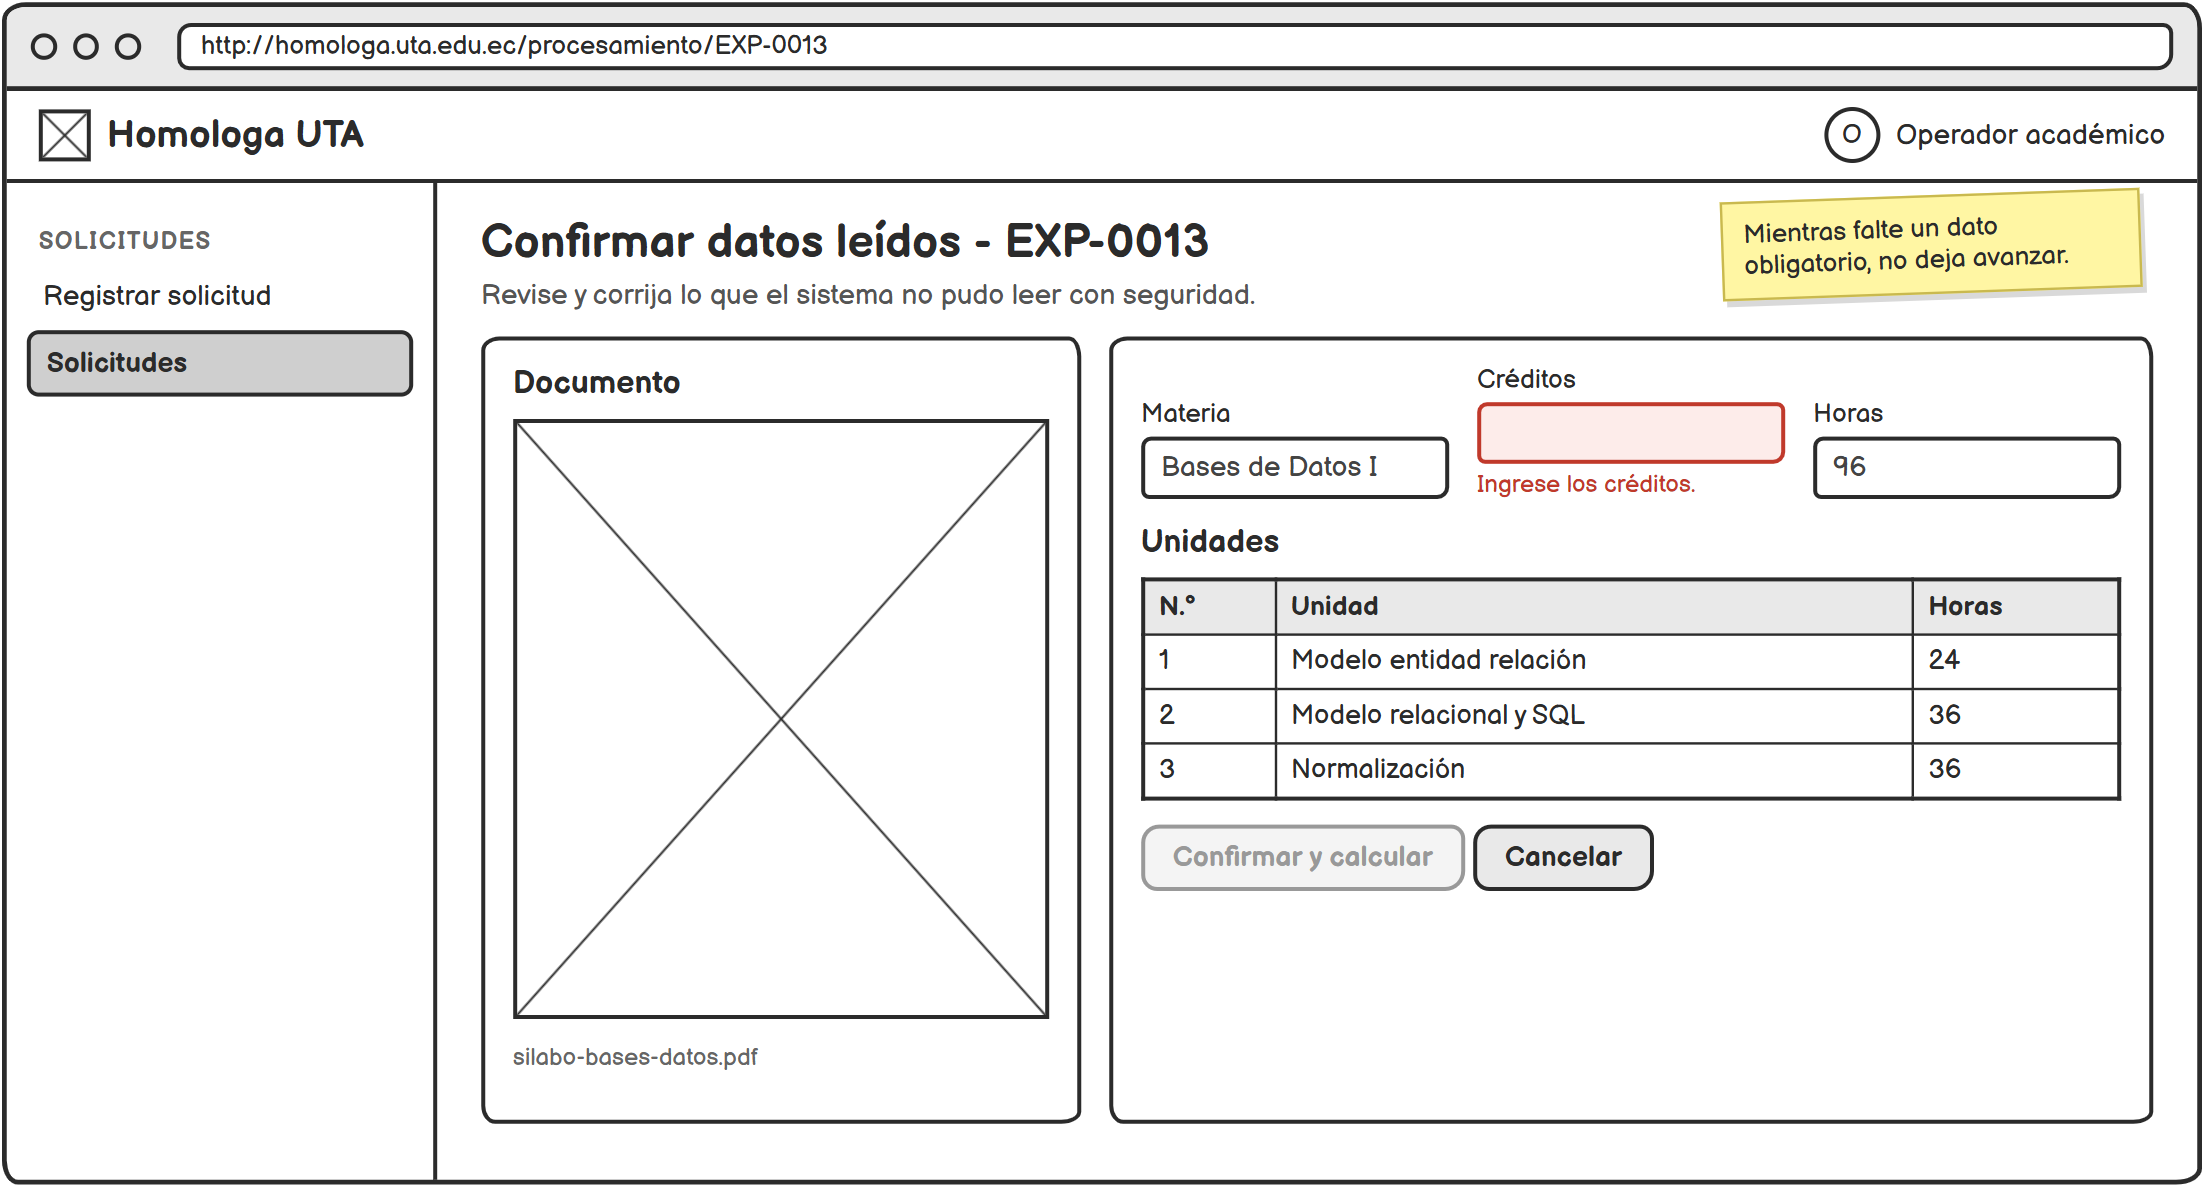 http://homologa.uta.edu.ec/procesamiento/EXP-0013
Homologa UTA
O Operador académico
SOLICITUDES
Registrar solicitud
Solicitudes
Confirmar datos leídos - EXP-0013
Revise y corrija lo que el sistema no pudo leer con seguridad.
Mientras falte un dato
obligatorio, no deja avanzar.
Documento
silabo-bases-datos.pdf
Materia
Bases de Datos I
Créditos
Ingrese los créditos.
Horas
96
Unidades
N.° Unidad Horas
1 Modelo entidad relación 24
2 Modelo relacional y SQL 36
3 Normalización 36
Confirmar y calcular Cancelar